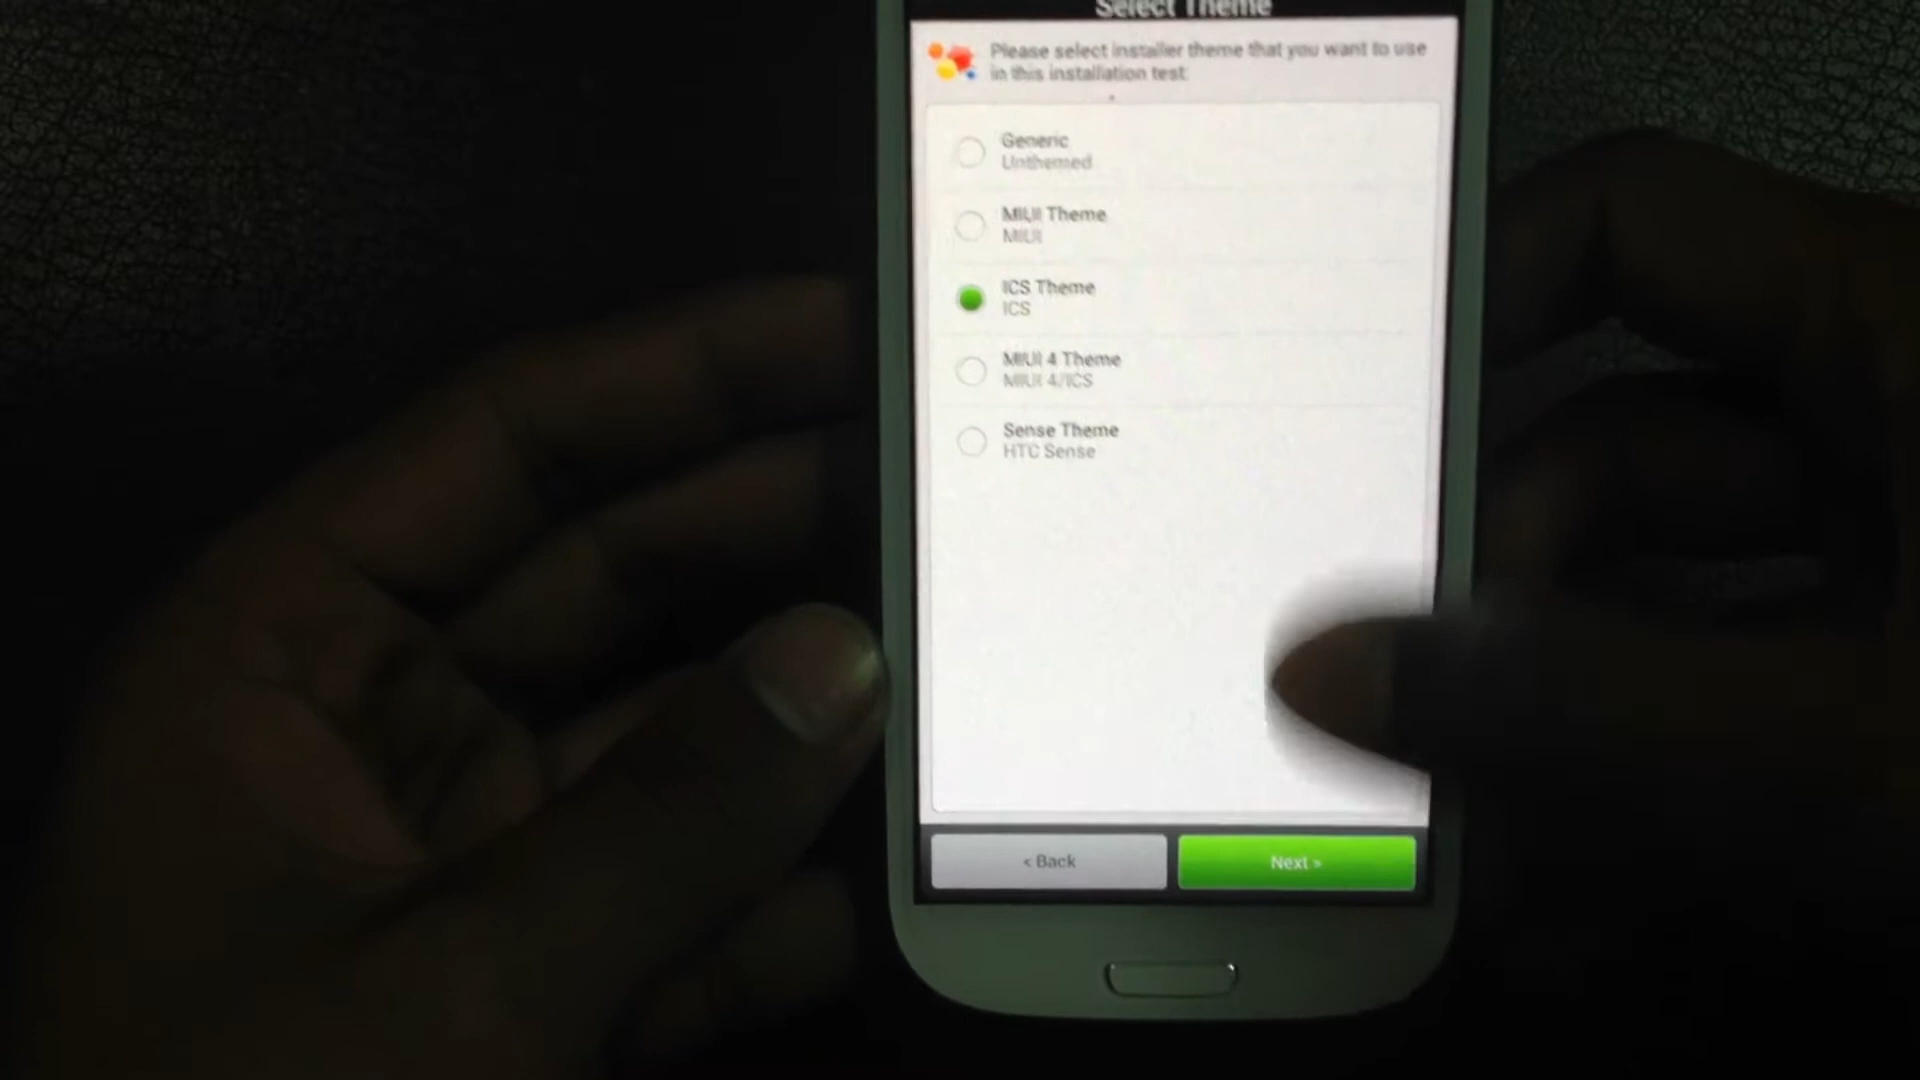 Select Theme
Please select installer theme that you want to use
in this installation test:
Generic
Unthemed
MIUI Theme
MIUI
ICS Theme
ICS
MIUI 4 Theme
MIUI 4/ICS
Sense Theme
HTC Sense
< Back
Next >